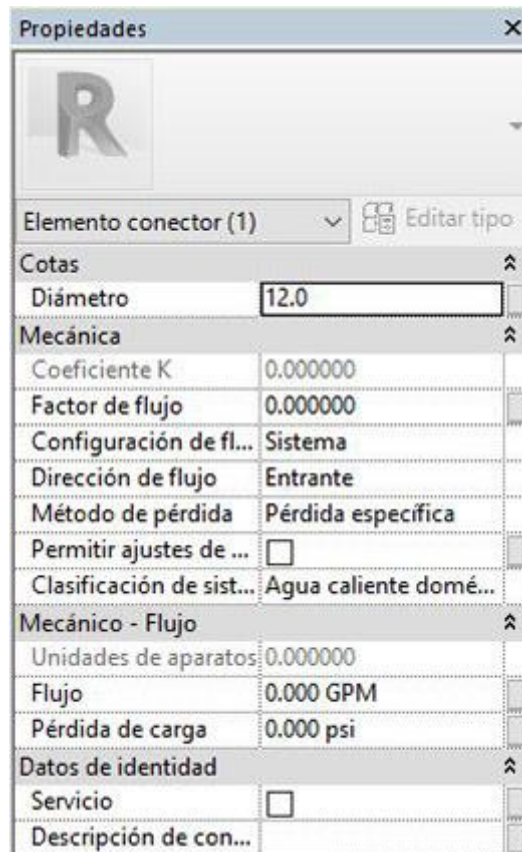 Propiedades
Elemento conector (1) Editar tipo
Cotas
Diámetro 12.0
Mecánica
Coeficiente K 0.000000
Factor de flujo 0.000000
Configuración de fl... Sistema
Dirección de flujo Entrante
Método de pérdida Pérdida específica
Permitir ajustes de ...
Clasificación de sist... Agua caliente domé...
Mecánico - Flujo
Unidades de aparatos 0.000000
Flujo 0.000 GPM
Pérdida de carga 0.000 psi
Datos de identidad
Servicio
Descripción de con...